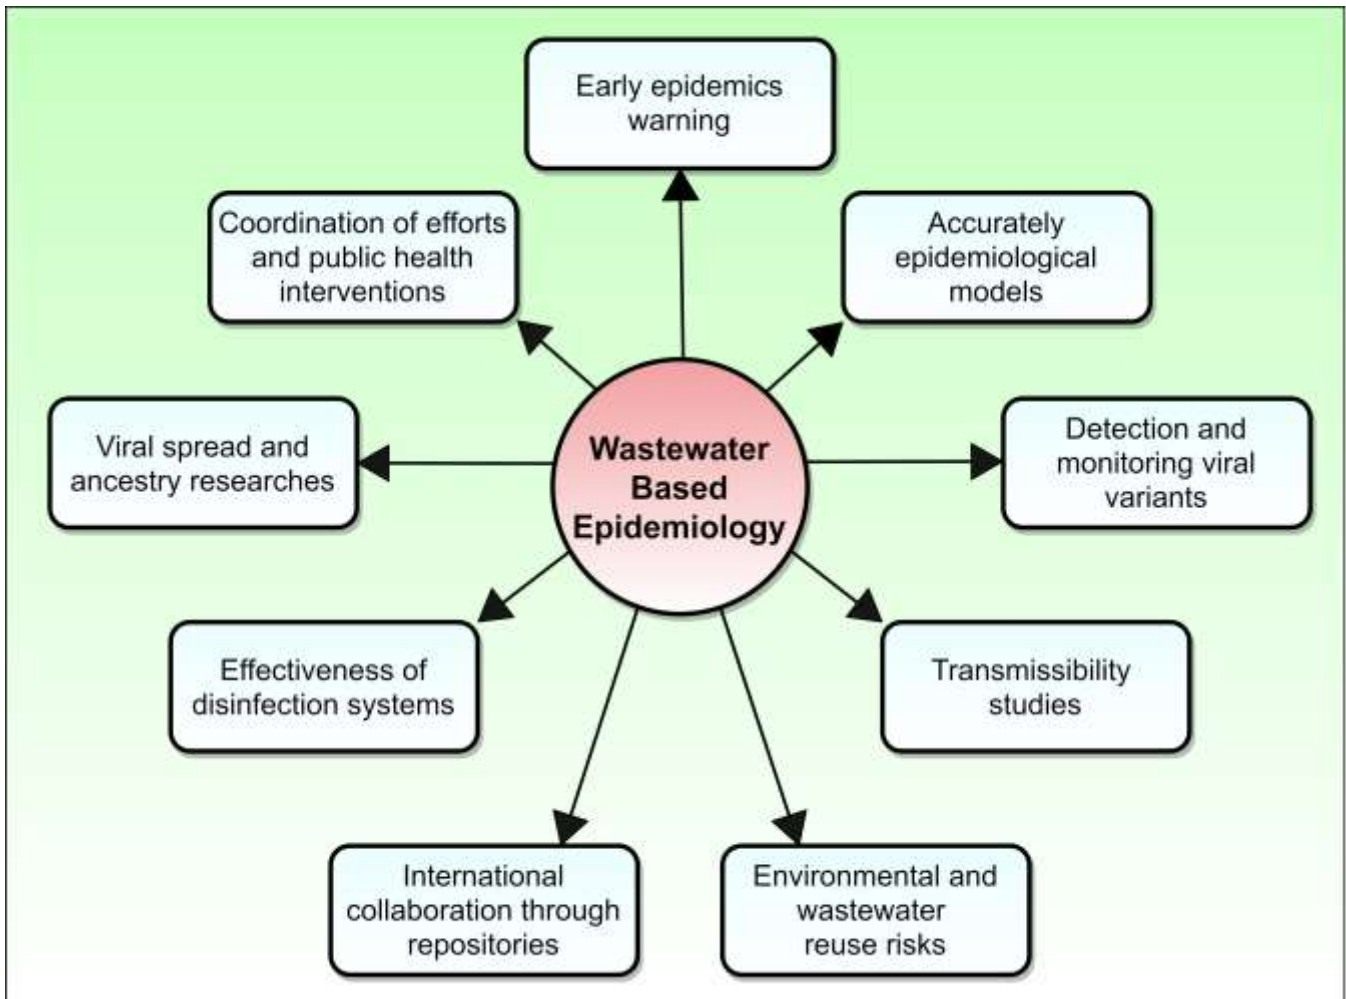 Early epidemics
warning
Coordination of efforts
and public health
interventions
Accurately
epidemiological
models
Viral spread and
ancestry researches
Wastewater
Based
Epidemiology
Detection and
monitoring viral
variants
Effectiveness of
disinfection systems
Transmissibility
studies
International
collaboration through
repositories
Environmental and
wastewater
reuse risks